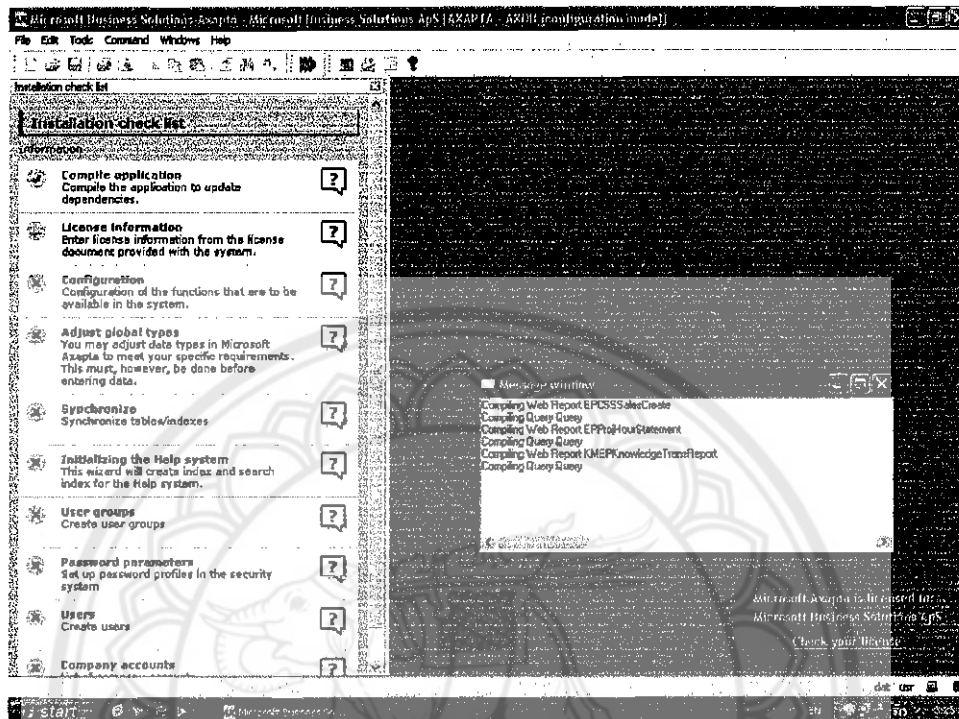 Microsoft Business Solutions-Axapta - Microsoft Business Solutions ApS [AXAPTA - AXDB (configuration mode)]
File Edit Tools Command Windows Help
Installation check list
Installation check list
Information
Compile application
Compile the application to update
dependencies.
License information
Enter license information from the license
document provided with the system.
Configuration
Configuration of the functions that are to be
available in the system.
Adjust global types
You may adjust data types in Microsoft
Axapta to meet your specific requirements.
This must, however, be done before
entering data.
Synchronize
Synchronize tables/indexes
Initializing the Help system
This wizard will create index and search
index for the Help system.
User groups
Create user groups
Password parameters
Set up password profiles in the security
system
Users
Create users
Company accounts
Message window
Compiling Web Report EPCSSSalesCreate
Compiling Query Query
Compiling Web Report EPProjHourStatement
Compiling Query Query
Compiling Web Report KMEPKnowledgeTransReport
Compiling Query Query
Microsoft Axapta is licensed to:
Microsoft Business Solutions ApS
Check your license
dat usr
start
Microsoft Business So...